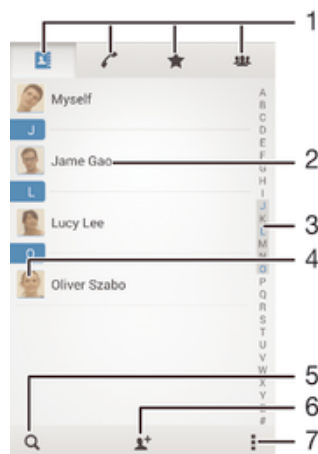 1
Myself
J
Jame Gao
2
L
Lucy Lee
O
Oliver Szabo
4
A
B
C
D
E
F
G
H
I
J
K
L
M
N
O
P
Q
R
S
T
U
V
W
X
Y
Z
#
3
5
6
7